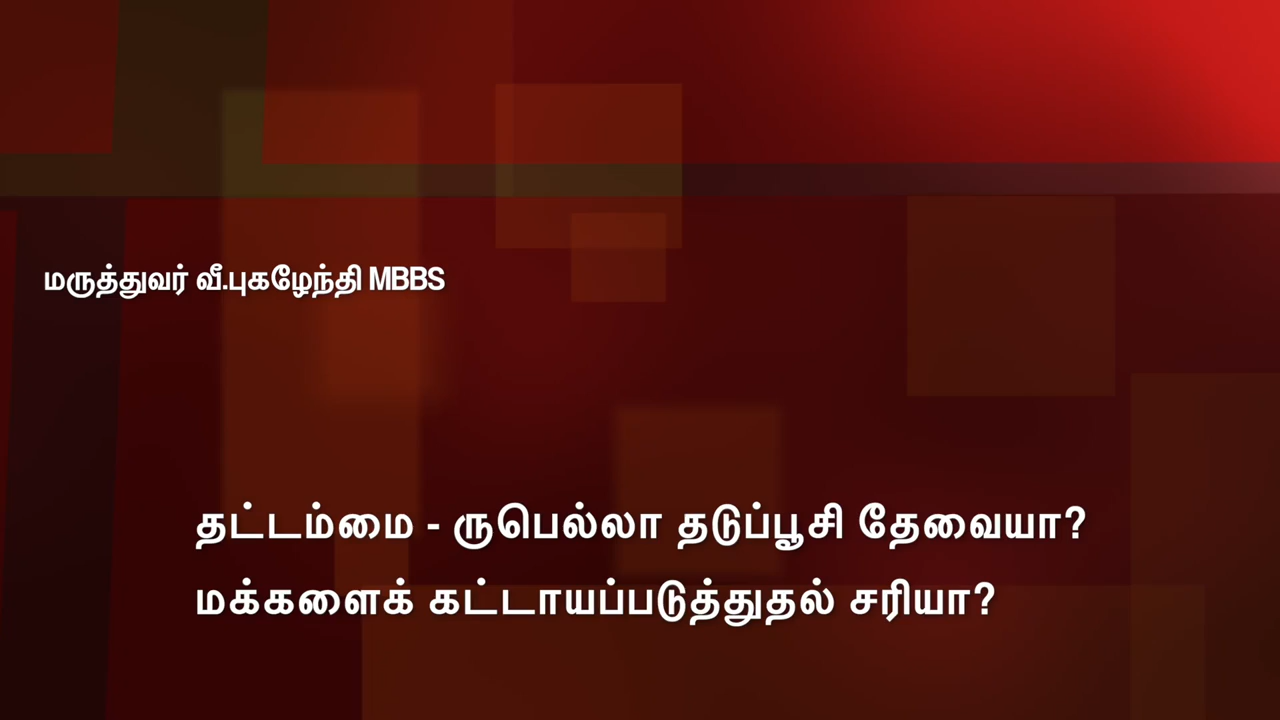 மருத்துவர் வீ.புகழேந்தி MBBS
தட்டம்மை - ருபெல்லா தடுப்பூசி தேவையா?
மக்களைக் கட்டாயப்படுத்துதல் சரியா?